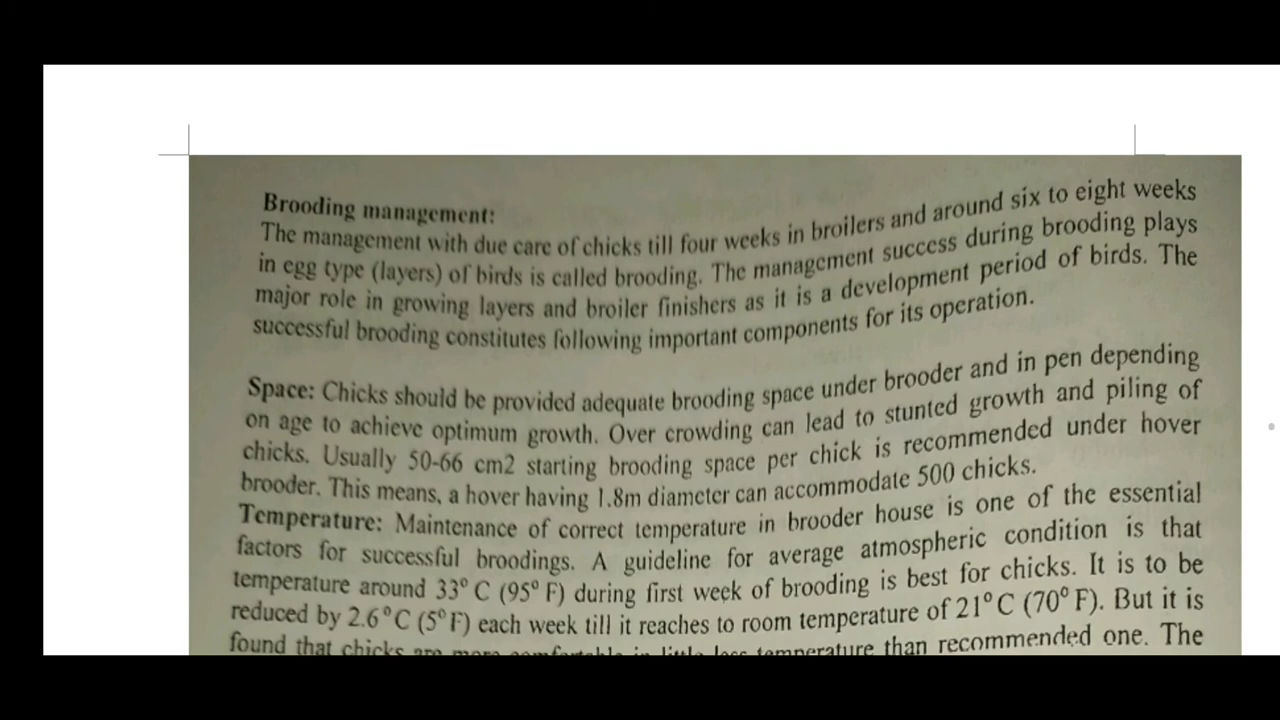 Brooding management:
The management with due care of chicks till four weeks in broilers and around six to eight weeks
in egg type (layers) of birds is called brooding. The management success during brooding plays
major role in growing layers and broiler finishers as it is a development period of birds. The
successful brooding constitutes following important components for its operation.
Space: Chicks should be provided adequate brooding space under brooder and in pen depending
on age to achieve optimum growth. Over crowding can lead to stunted growth and piling of
chicks. Usually 50-66 cm2 starting brooding space per chick is recommended under hover
brooder. This means, a hover having 1.8m diameter can accommodate 500 chicks.
Temperature: Maintenance of correct temperature in brooder house is one of the essential
factors for successful broodings. A guideline for average atmospheric condition is that
temperature around 33° C (95° F) during first week of brooding is best for chicks. It is to be
reduced by 2.6°C (5°F) each week till it reaches to room temperature of 21°C (70°F). But it is
found that chicks are more comfortable in little less temperature than recommended one. The